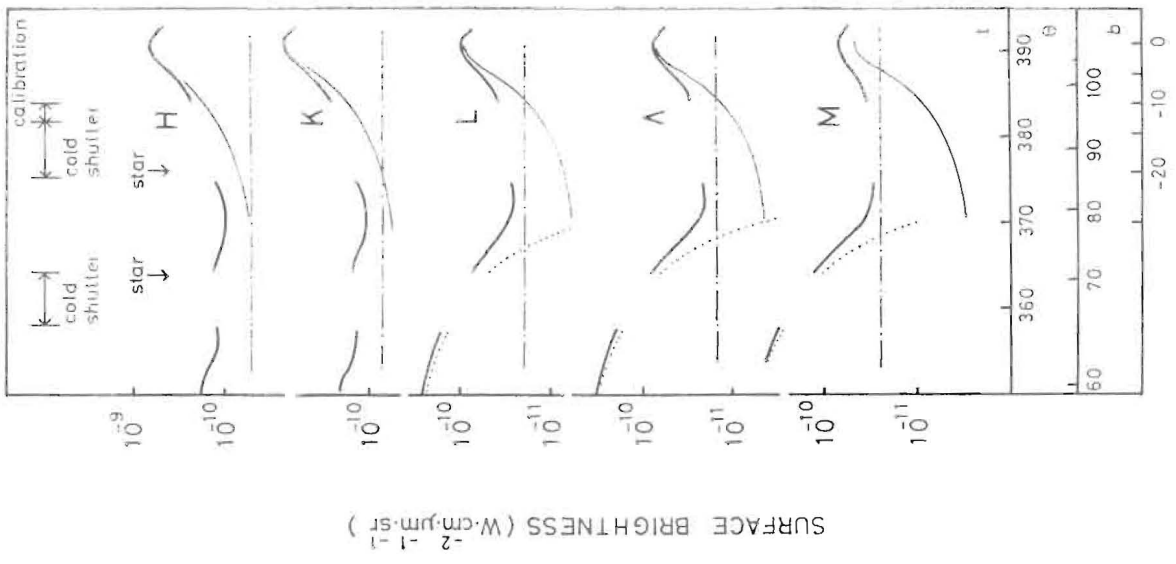 calibration
cold
shutter
star
cold
shutter
star
H
K
L
Λ
M
10⁻⁹
10⁻¹⁰
10⁻¹⁰
10⁻¹⁰
10⁻¹¹
10⁻¹⁰
10⁻¹¹
10⁻¹⁰
10⁻¹¹
SURFACE BRIGHTNESS (W·cm⁻²·μm⁻¹·sr⁻¹)
360 370 380 390 t
60 70 80 90 100 θ
-20 -10 0 b